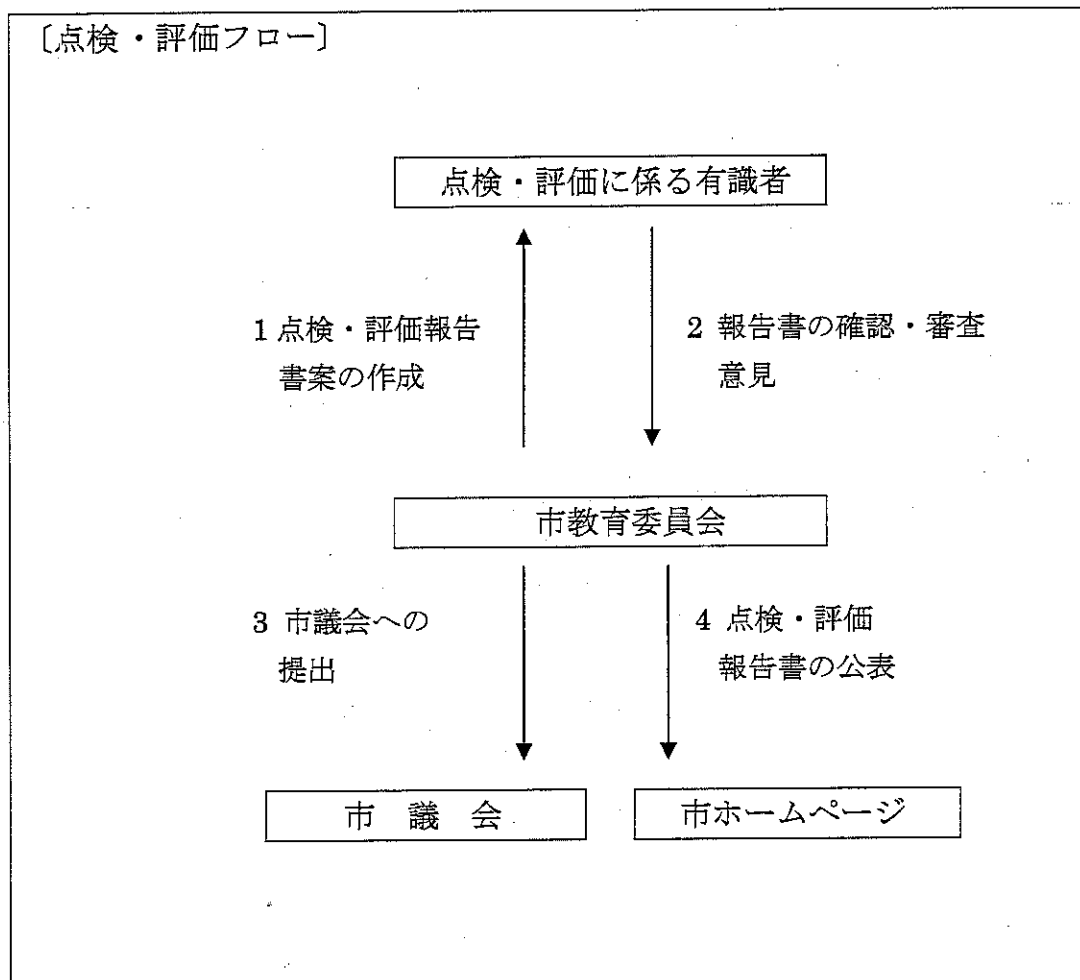 〔点検・評価フロー〕
点検・評価に係る有識者
1 点検・評価報告
書案の作成
2 報告書の確認・審査
意見
市教育委員会
3 市議会への
提出
4 点検・評価
報告書の公表
市 議 会
市ホームページ